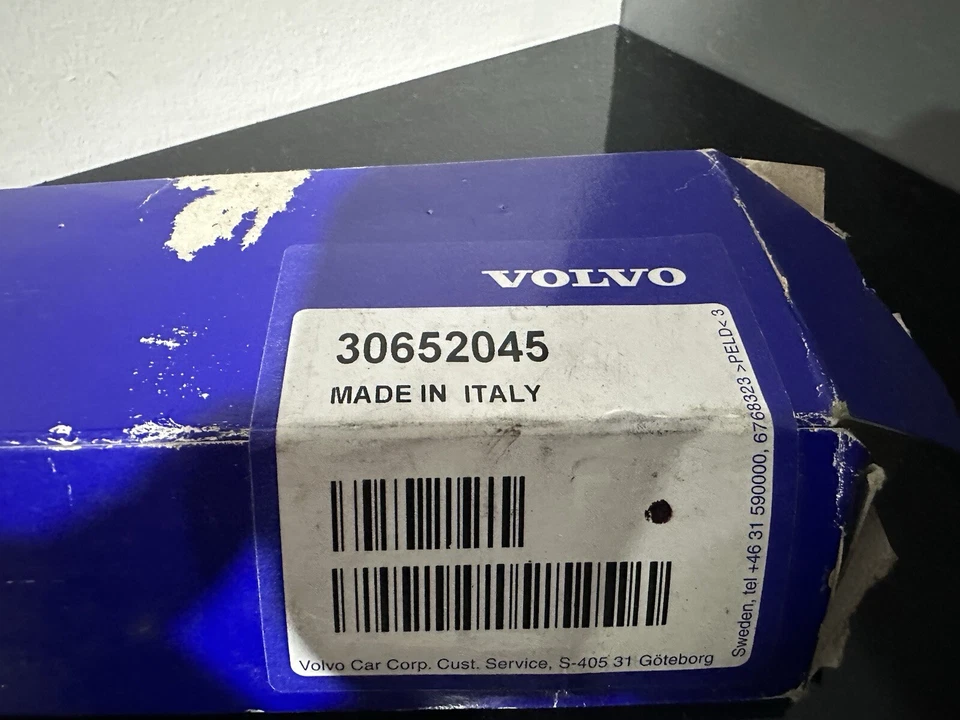 VOLVO
30652045
MADE IN ITALY
Volvo Car Corp. Cust. Service, S-405 31 Göteborg
Sweden, tel +46 31 590000, 6768323 >PELD< 3